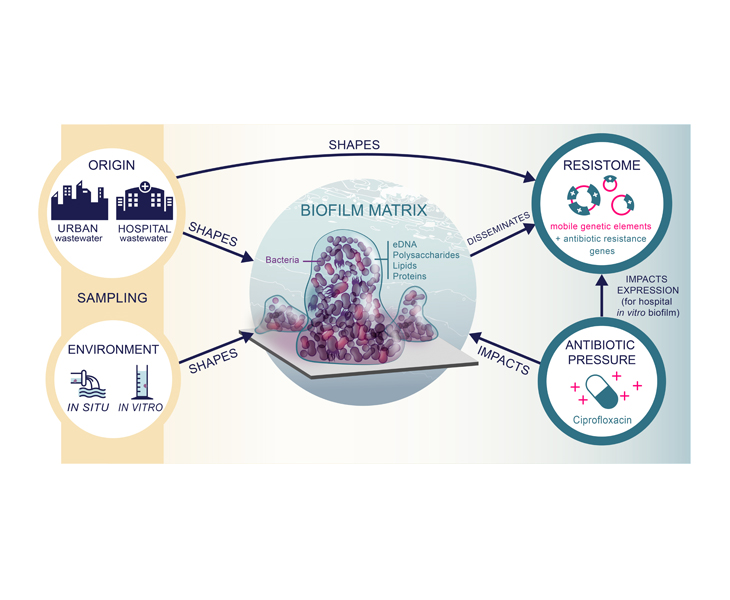 SHAPES
ORIGIN
URBAN
wastewater
HOSPITAL
wastewater
SAMPLING
ENVIRONMENT
IN SITU
IN VITRO
SHAPES
SHAPES
BIOFILM MATRIX
Bacteria
eDNA
Polysaccharides
Lipids
Proteins
DISSEMINATES
IMPACTS
RESISTOME
mobile genetic elements
+ antibiotic resistance
genes
IMPACTS
EXPRESSION
(for hospital
in vitro biofilm)
ANTIBIOTIC
PRESSURE
Ciprofloxacin